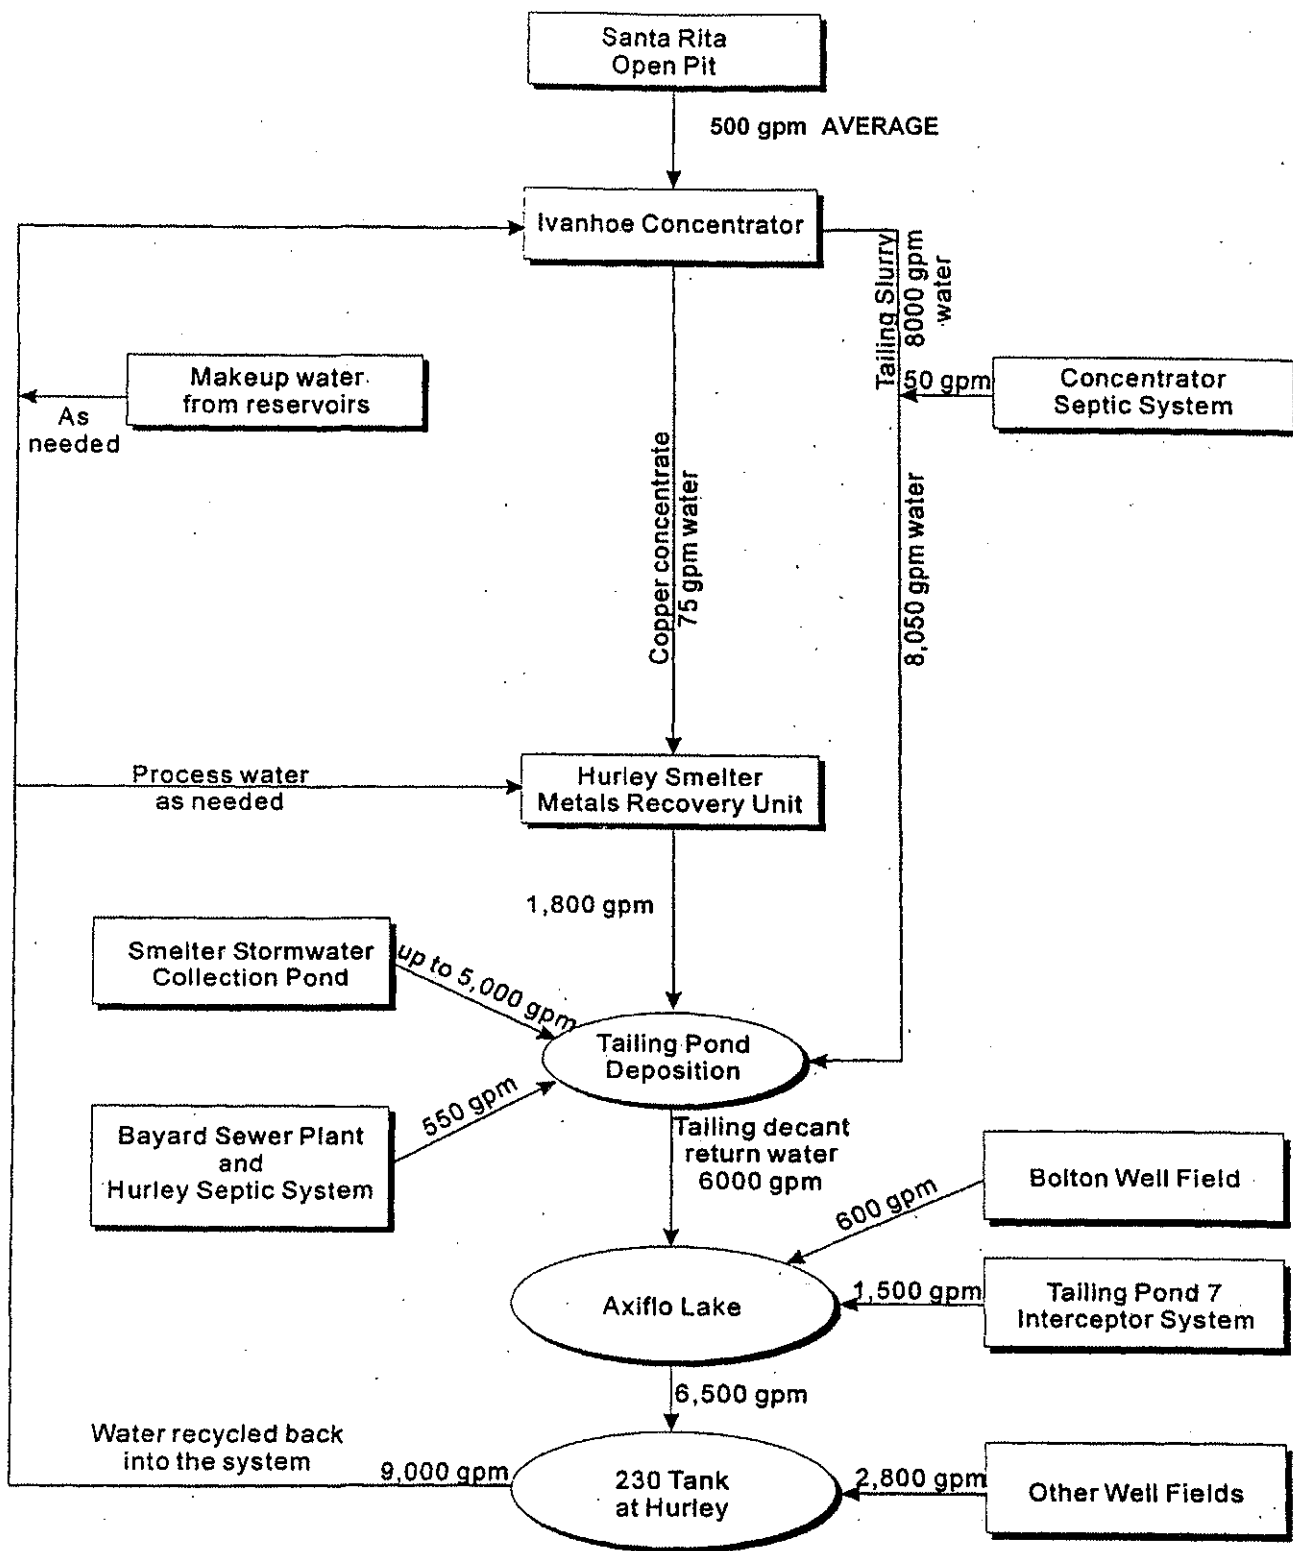 Santa Rita
Open Pit
500 gpm AVERAGE
Ivanhoe Concentrator
Tailing Slurry
8000 gpm
water
Makeup water
from reservoirs
As
needed
50 gpm
Concentrator
Septic System
Copper concentrate
75 gpm water
8,050 gpm water
Process water
as needed
Hurley Smelter
Metals Recovery Unit
1,800 gpm
Smelter Stormwater
Collection Pond
up to 5,000 gpm
Tailing Pond
Deposition
550 gpm
Bayard Sewer Plant
and
Hurley Septic System
Tailing decant
return water
6000 gpm
Bolton Well Field
600 gpm
Axiflo Lake
1,500 gpm
Tailing Pond 7
Interceptor System
6,500 gpm
Water recycled back
into the system
9,000 gpm
230 Tank
at Hurley
2,800 gpm
Other Well Fields